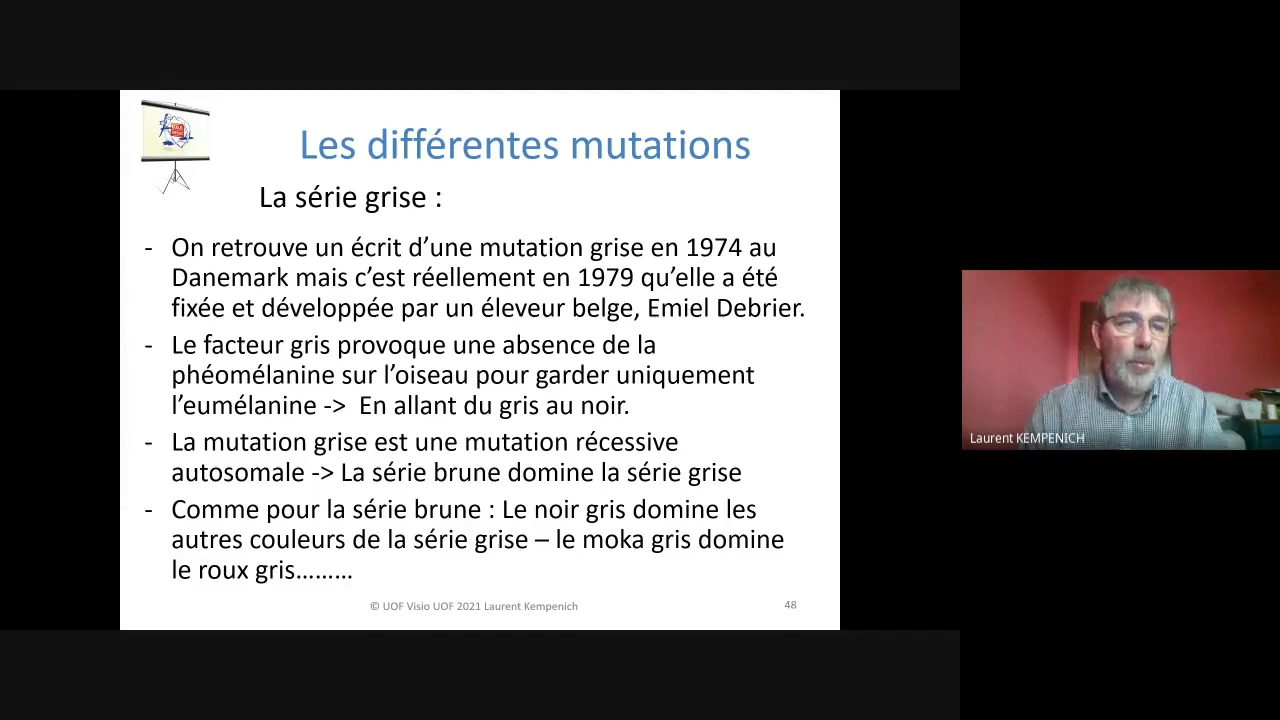 Les différentes mutations
La série grise :
- On retrouve un écrit d’une mutation grise en 1974 au
Danemark mais c’est réellement en 1979 qu’elle a été
fixée et développée par un éleveur belge, Emiel Debrier.
- Le facteur gris provoque une absence de la
phéomélanine sur l’oiseau pour garder uniquement
l’eumélanine -> En allant du gris au noir.
- La mutation grise est une mutation récessive
autosomale -> La série brune domine la série grise
- Comme pour la série brune : Le noir gris domine les
autres couleurs de la série grise – le moka gris domine
le roux gris………
© UOF Visio UOF 2021 Laurent Kempenich
48
Laurent KEMPENICH